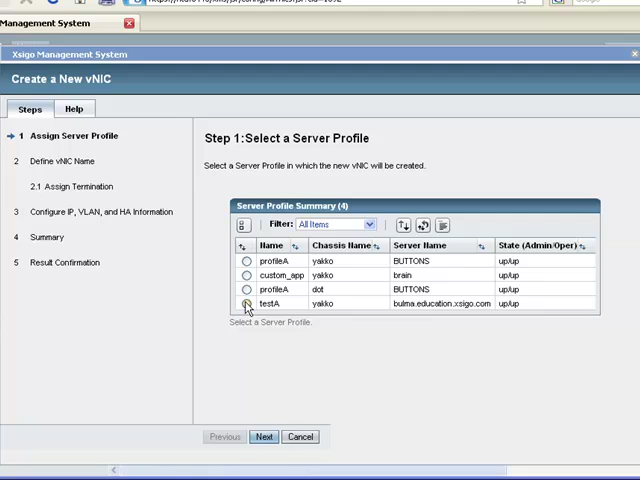 Management System
Xsigo Management System
Create a New vNIC
Steps
Help
1 Assign Server Profile
2 Define vNIC Name
2.1 Assign Termination
3 Configure IP, VLAN, and HA Information
4 Summary
5 Result Confirmation
Step 1:Select a Server Profile
Select a Server Profile in which the new vNIC will be created.
Server Profile Summary (4)
Filter: All Items
Name Chassis Name Server Name State (Admin/Oper)
profileA yakko BUTTONS up/up
custom_app yakko brain up/up
profileA dot BUTTONS up/up
testA yakko bulma.education.xsigo.com up/up
Select a Server Profile.
Previous Next Cancel